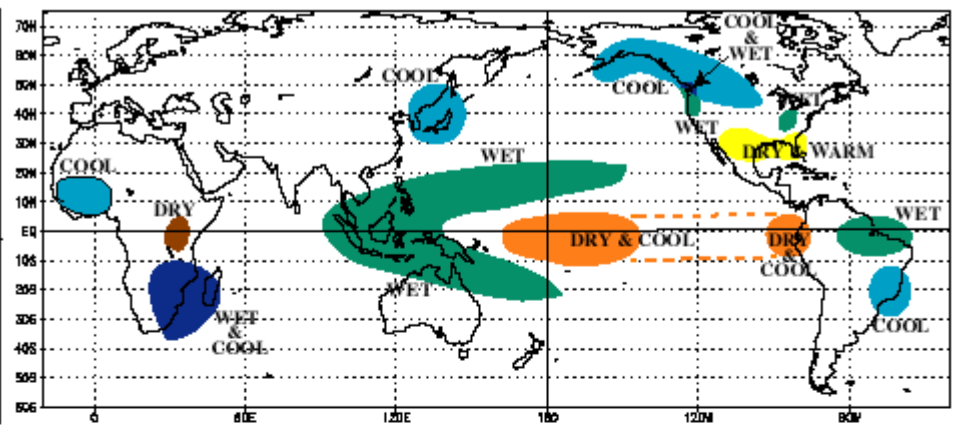 70N
60N
50N
40N
30N
20N
10N
EQ
10S
20S
30S
40S
50S
60S
0
60E
120E
180
120W
60W
COOL
DRY
WET
&
COOL
COOL
WET
WET
DRY & COOL
COOL
&
WET
COOL
WET
WET
DRY & WARM
DRY
&
COOL
WET
COOL